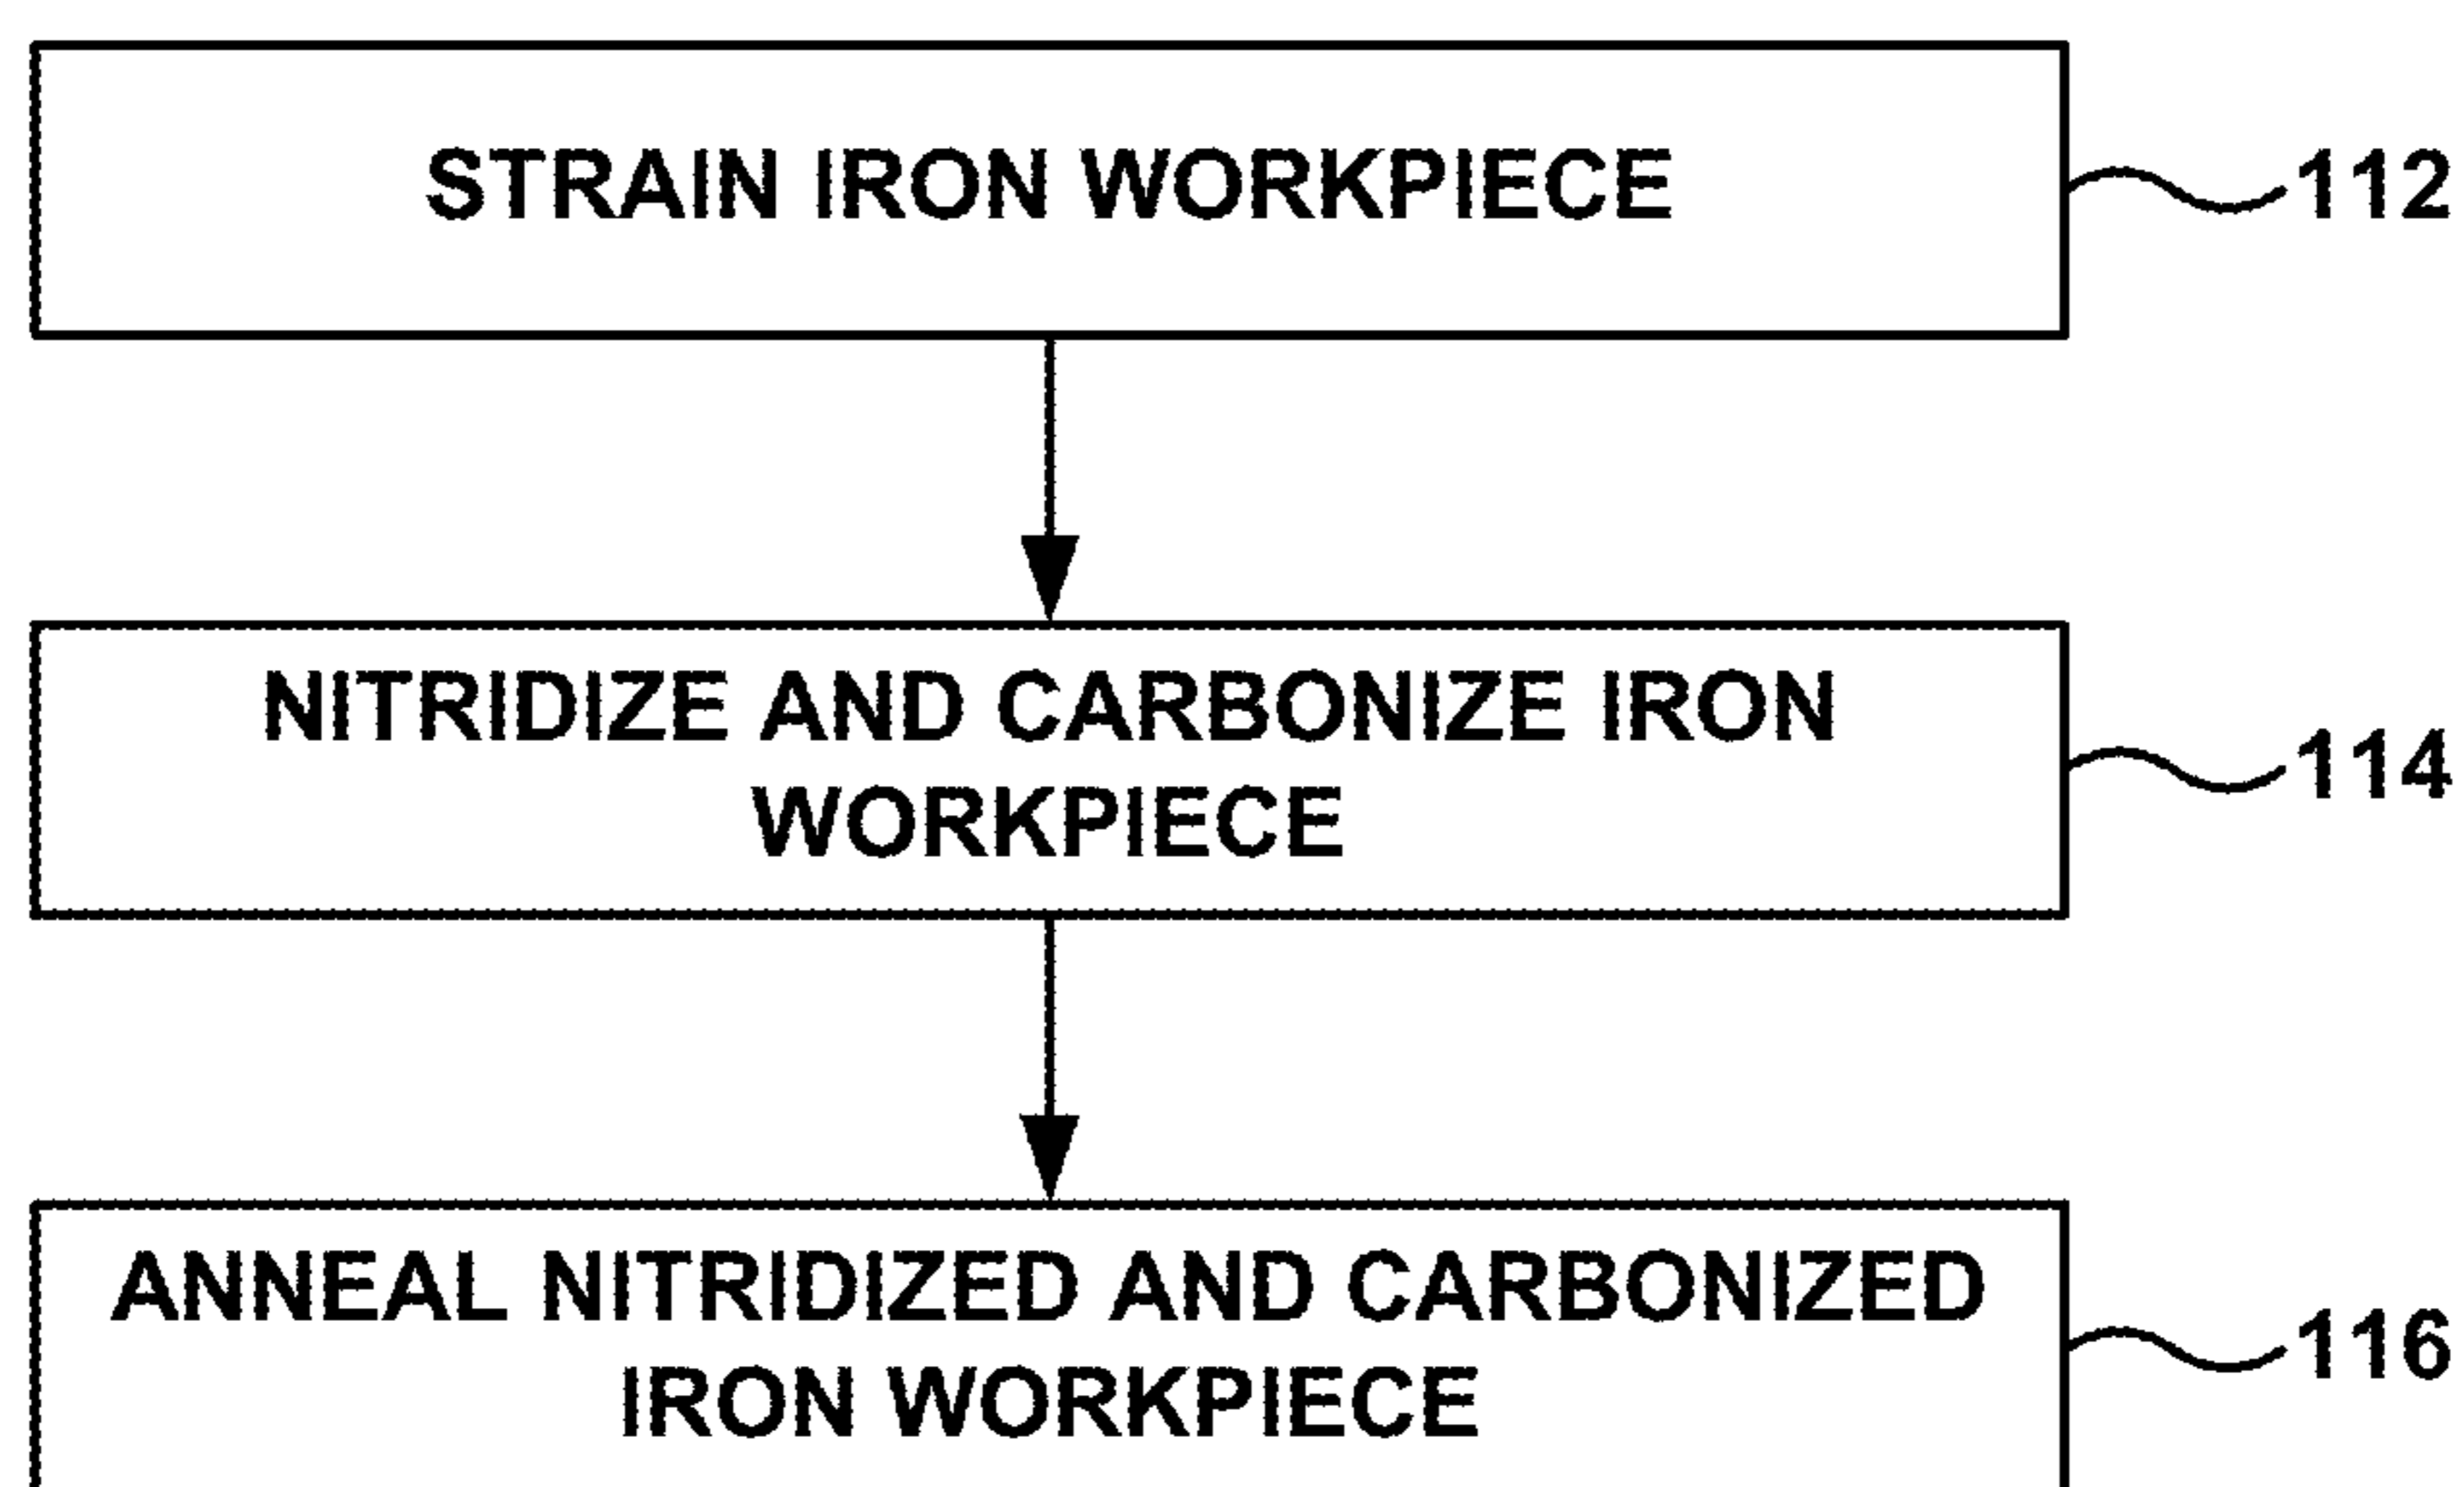 STRAIN IRON WORKPIECE
112
NITRIDIZE AND CARBONIZE IRON
WORKPIECE
114
ANNEAL NITRIDIZED AND CARBONIZED
IRON WORKPIECE
116